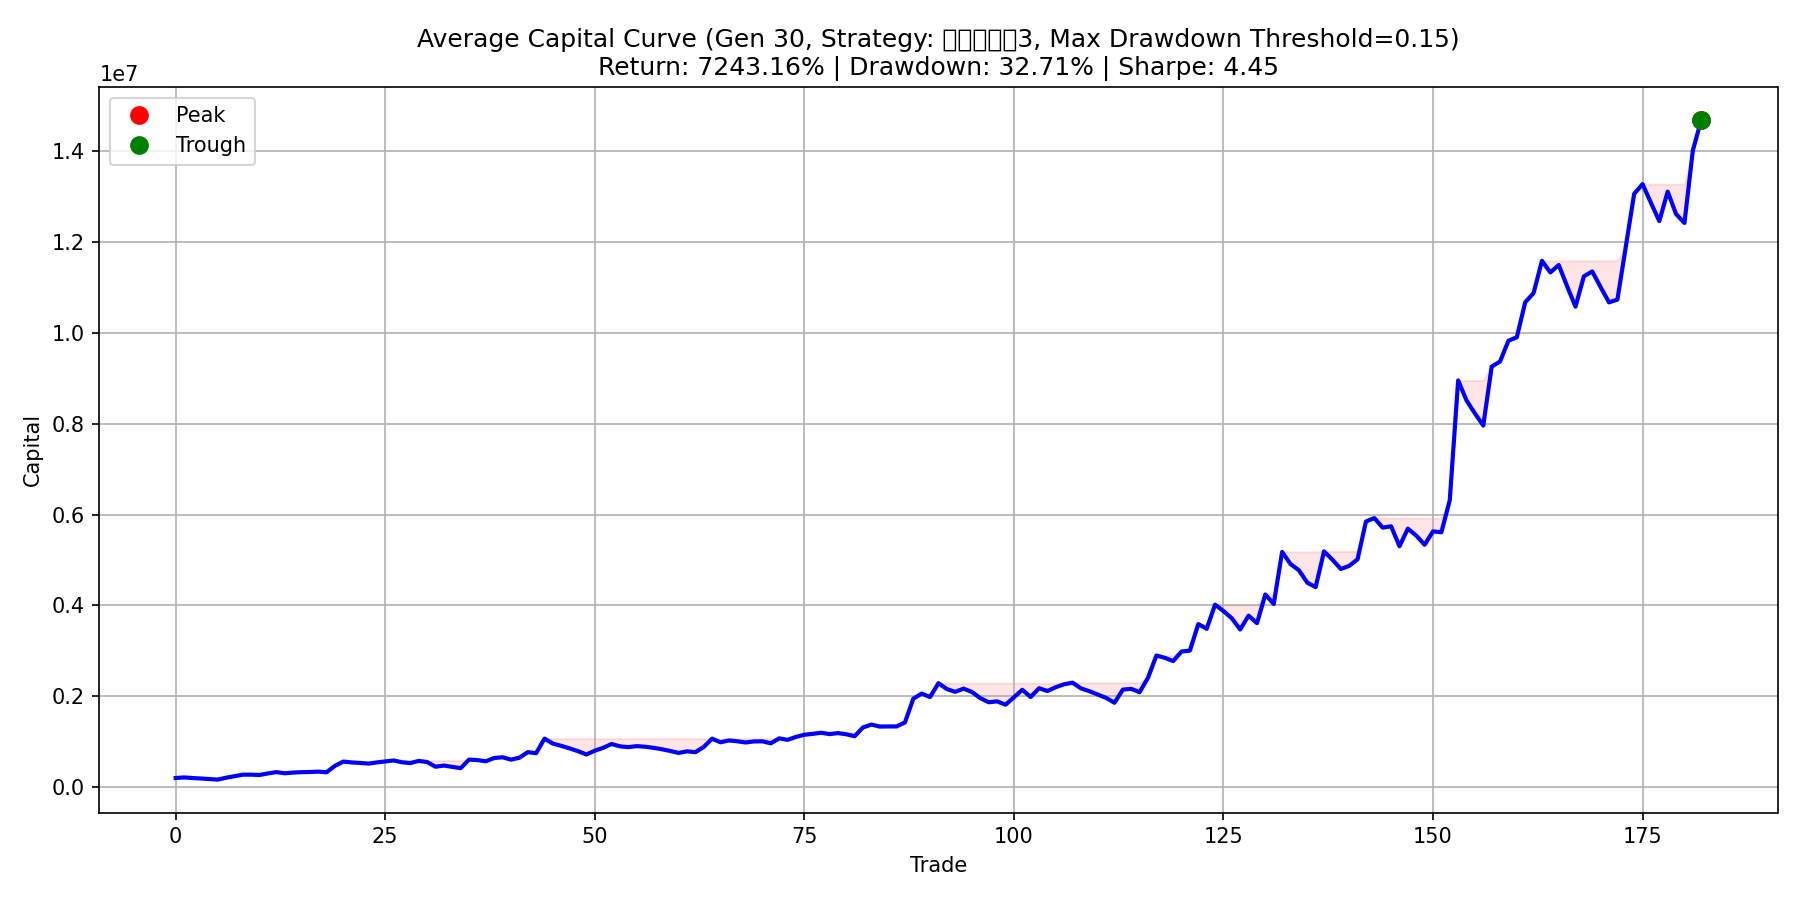 Average Capital Curve (Gen 30, Strategy: □□□□□3, Max Drawdown Threshold=0.15)
Return: 7243.16% | Drawdown: 32.71% | Sharpe: 4.45
1e7
Peak
Trough
1.4
1.2
1.0
0.8
0.6
0.4
0.2
0.0
Capital
0 25 50 75 100 125 150 175
Trade